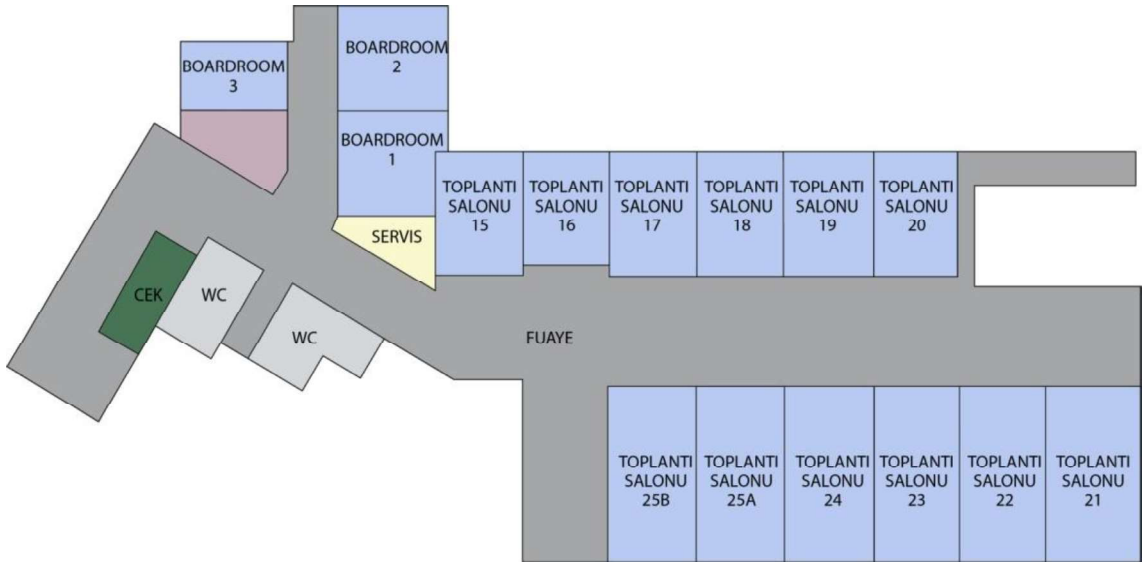 BOARDROOM
2
BOARDROOM
3
BOARDROOM
1
TOPLANTI
SALONU
15
TOPLANTI
SALONU
16
TOPLANTI
SALONU
17
TOPLANTI
SALONU
18
TOPLANTI
SALONU
19
TOPLANTI
SALONU
20
SERVIS
CEK
WC
WC
FUAYE
TOPLANTI
SALONU
25B
TOPLANTI
SALONU
25A
TOPLANTI
SALONU
24
TOPLANTI
SALONU
23
TOPLANTI
SALONU
22
TOPLANTI
SALONU
21